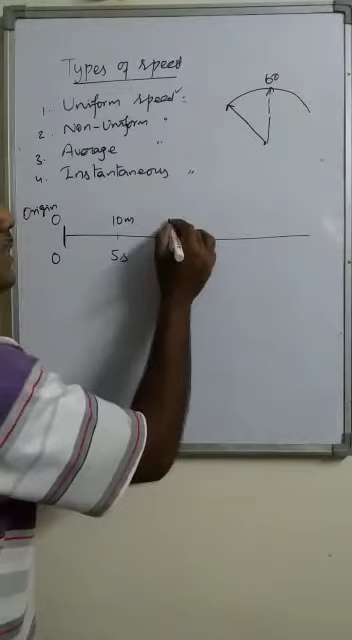 Types of speed
60
1. Uniform speed :
2. Non-uniform "
3. Average "
4. Instantaneous "
Origin
0 10m
0 5s